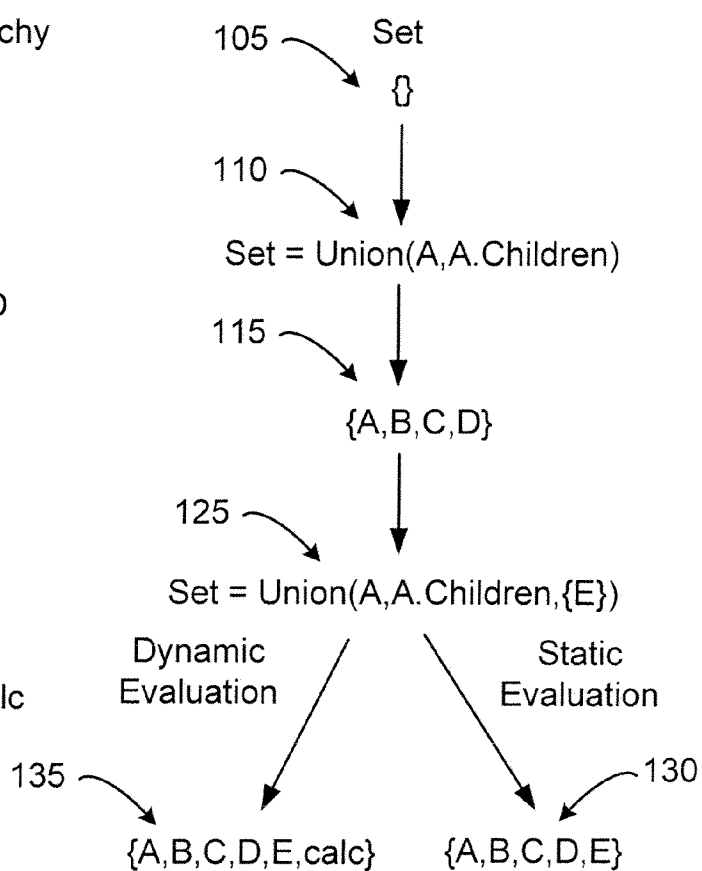 chy
105
Set
{}
110
Set = Union(A,A.Children)
115
{A,B,C,D}
125
Set = Union(A,A.Children,{E})
Dynamic
Evaluation
Static
Evaluation
lc
135
130
{A,B,C,D,E,calc}
{A,B,C,D,E}